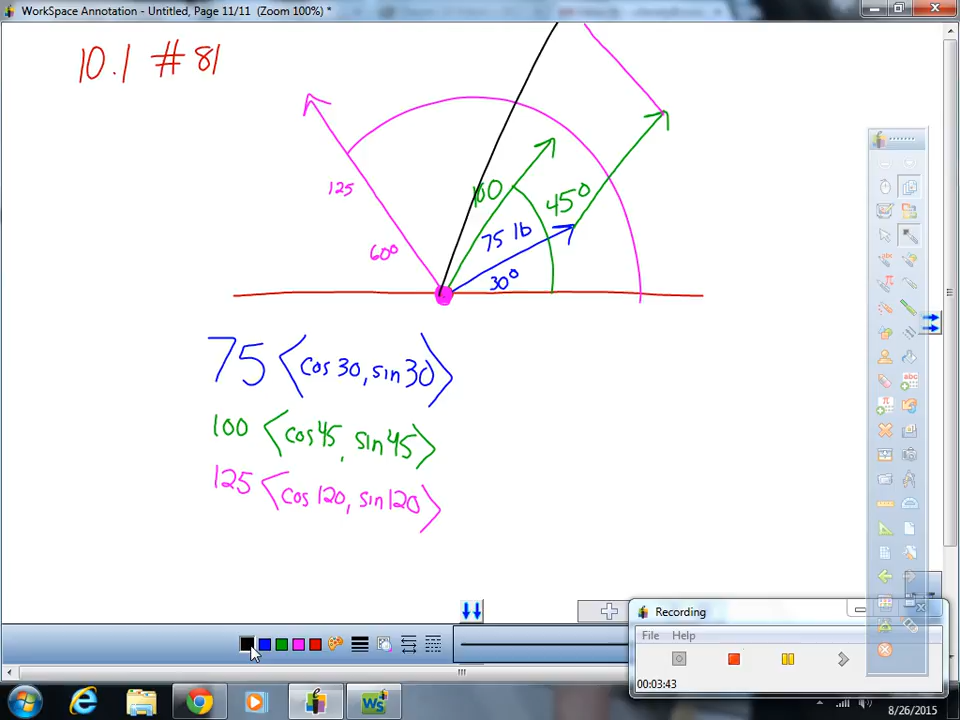 WorkSpace Annotation - Untitled, Page 11/11 (Zoom 100%) *
10.1 # 81
125
100
45°
75 lb
60°
30°
75 <cos 30, sin 30>
100 <cos 45, sin 45>
125 <cos 120, sin 120>
Recording
File Help
00:03:43
8/26/2015